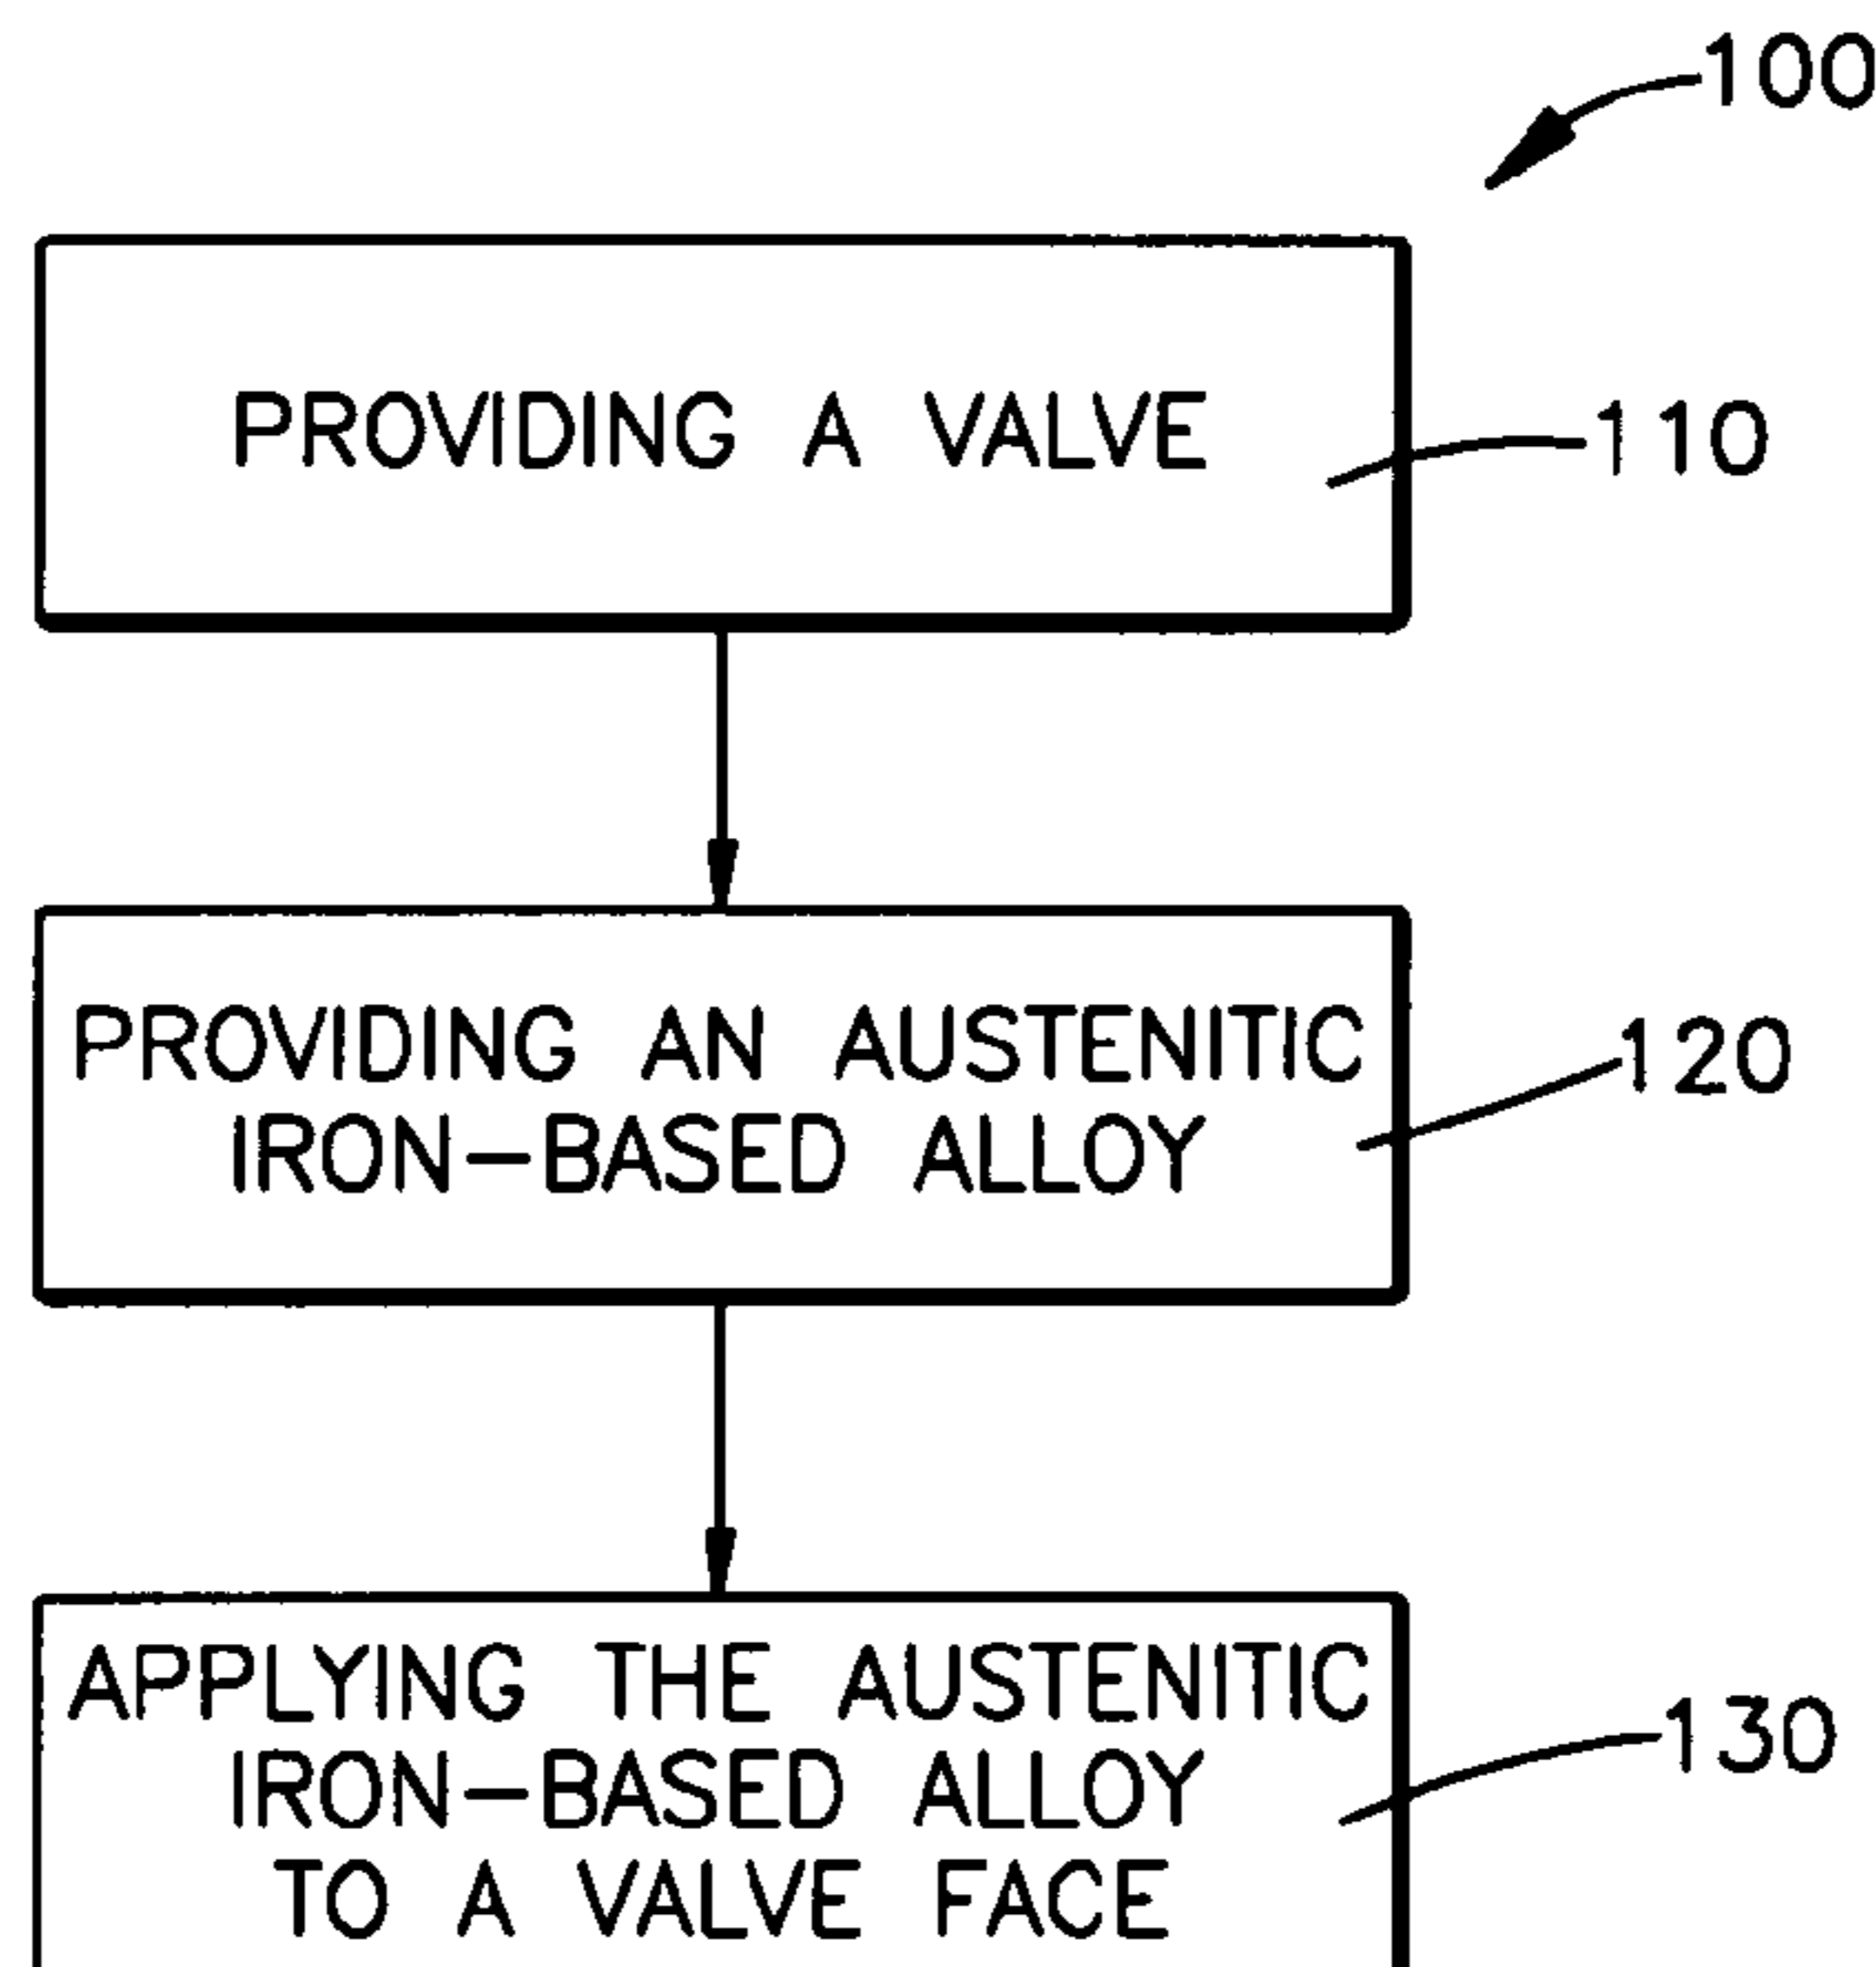 100
PROVIDING A VALVE
110
PROVIDING AN AUSTENITIC
IRON-BASED ALLOY
120
APPLYING THE AUSTENITIC
IRON-BASED ALLOY
TO A VALVE FACE
130